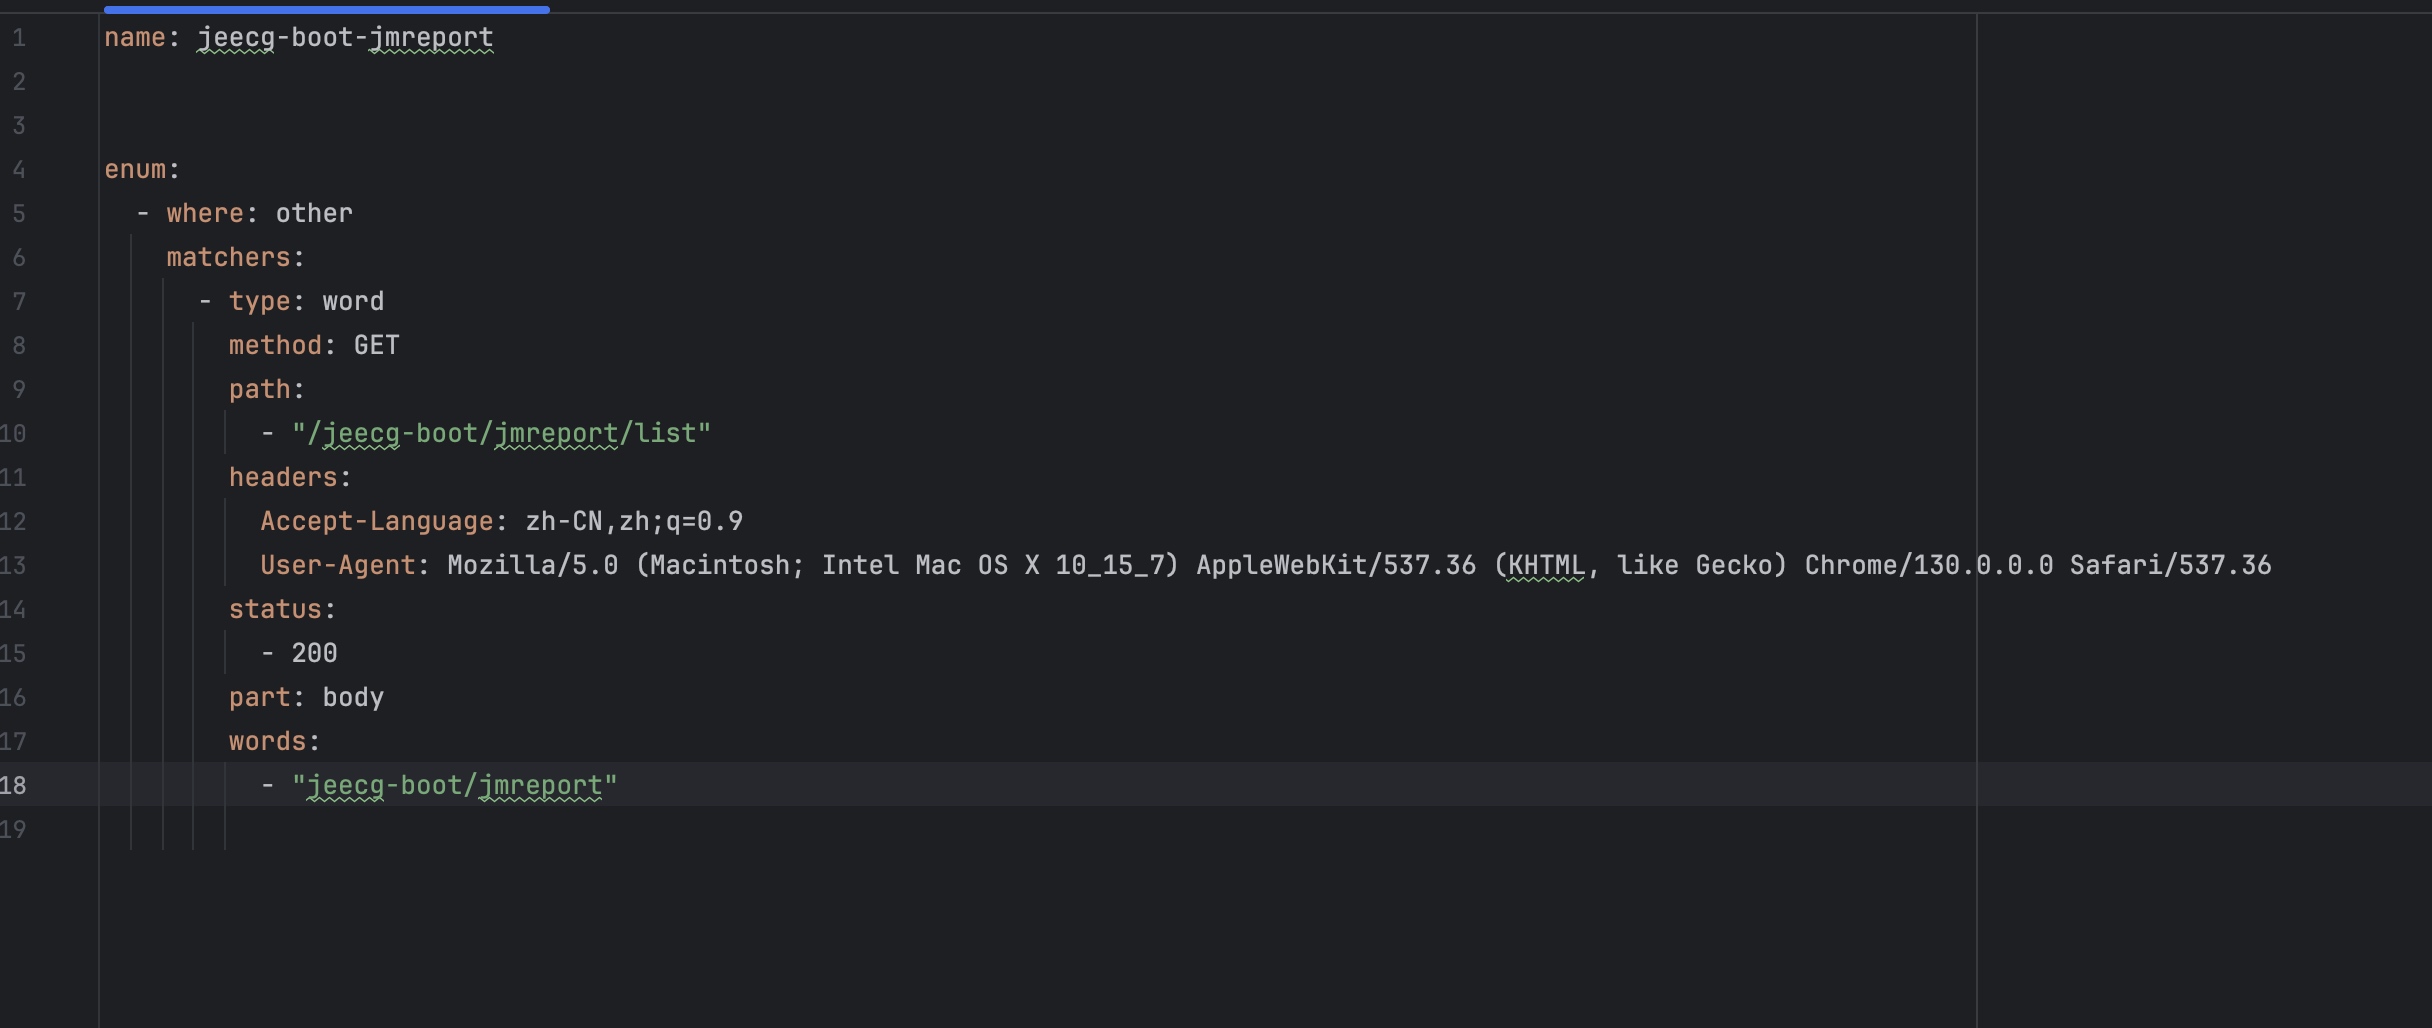 1 name: jeecg-boot-jmreport
2
3
4 enum:
5   - where: other
6     matchers:
7       - type: word
8         method: GET
9         path:
10           - "/jeecg-boot/jmreport/list"
11         headers:
12           Accept-Language: zh-CN,zh;q=0.9
13           User-Agent: Mozilla/5.0 (Macintosh; Intel Mac OS X 10_15_7) AppleWebKit/537.36 (KHTML, like Gecko) Chrome/130.0.0.0 Safari/537.36
14         status:
15           - 200
16         part: body
17         words:
18           - "jeecg-boot/jmreport"
19